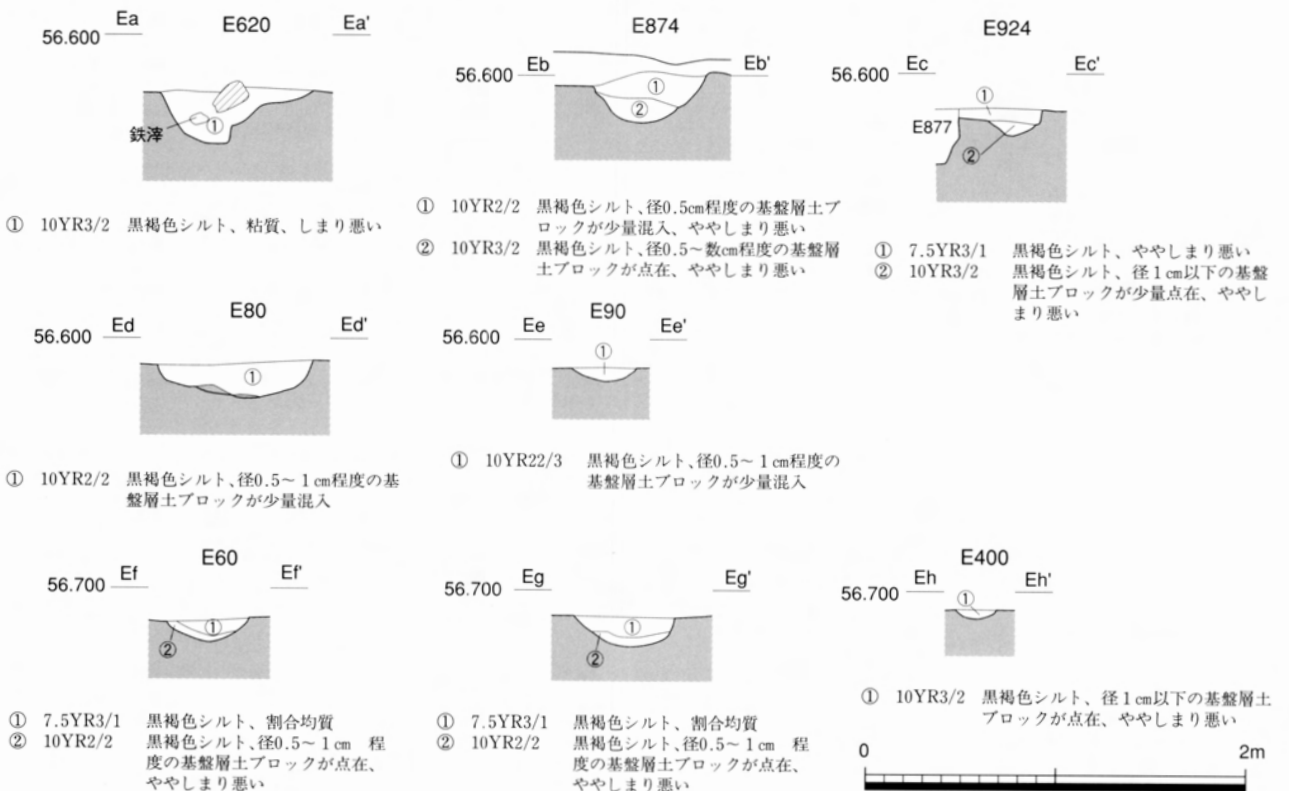 E620
56.600 Ea Ea'
鉄滓 ①
① 10YR3/2 黒褐色シルト、粘質、しまり悪い
E874
56.600 Eb Eb'
①
②
① 10YR2/2 黒褐色シルト、径0.5cm程度の基盤層土ブ
ロックが少量混入、ややしまり悪い
② 10YR3/2 黒褐色シルト、径0.5～数cm程度の基盤層
土ブロックが点在、ややしまり悪い
E924
56.600 Ec Ec'
①
E877
②
① 7.5YR3/1 黒褐色シルト、ややしまり悪い
② 10YR3/2 黒褐色シルト、径1cm以下の基盤
層土ブロックが少量点在、ややし
まり悪い
E80
56.600 Ed Ed'
①
① 10YR2/2 黒褐色シルト、径0.5～1cm程度の基
盤層土ブロックが少量混入
E90
56.600 Ee Ee'
①
① 10YR22/3 黒褐色シルト、径0.5～1cm程度の
基盤層土ブロックが少量混入
E60
56.700 Ef Ef'
①
②
① 7.5YR3/1 黒褐色シルト、割合均質
② 10YR2/2 黒褐色シルト、径0.5～1cm 程
度の基盤層土ブロックが点在、
ややしまり悪い
56.700 Eg Eg'
①
②
① 7.5YR3/1 黒褐色シルト、割合均質
② 10YR2/2 黒褐色シルト、径0.5～1cm 程
度の基盤層土ブロックが点在、
ややしまり悪い
E400
56.700 Eh Eh'
①
① 10YR3/2 黒褐色シルト、径1cm以下の基盤層土
ブロックが点在、ややしまり悪い
0 2m